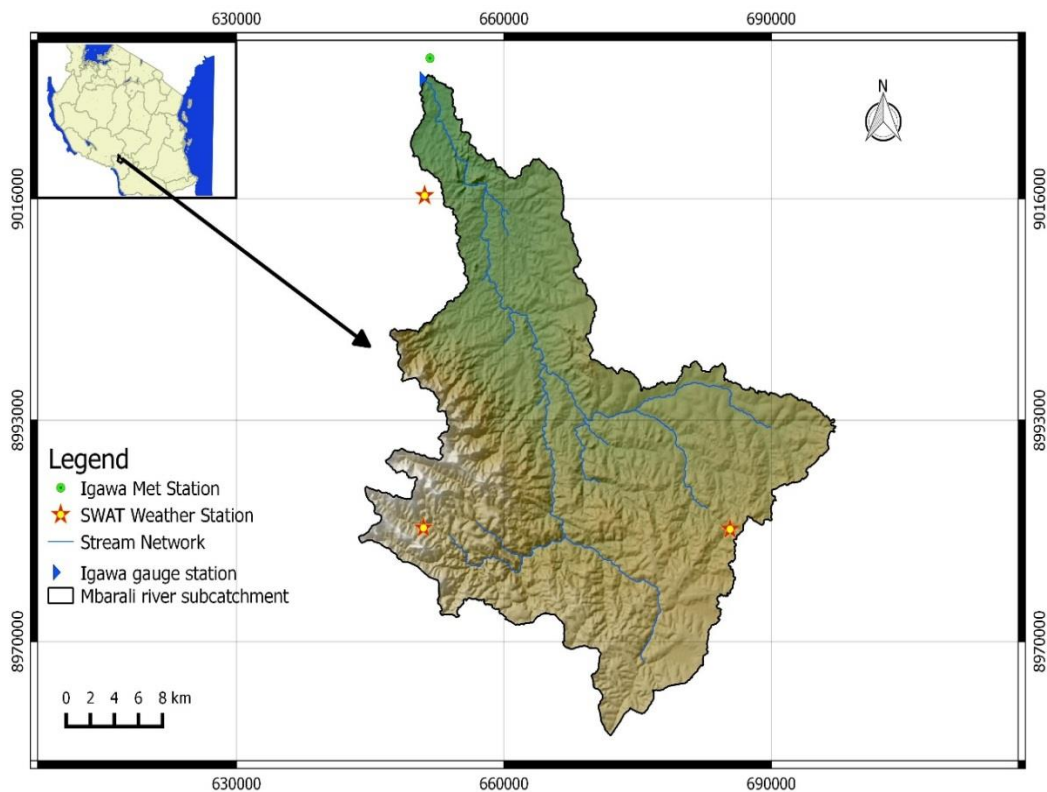 630000
660000
690000
N
9016000
9016000
8993000
8993000
Legend
Igawa Met Station
SWAT Weather Station
Stream Network
Igawa gauge station
Mbarali river subcatchment
8970000
8970000
0 2 4 6 8 km
630000
660000
690000